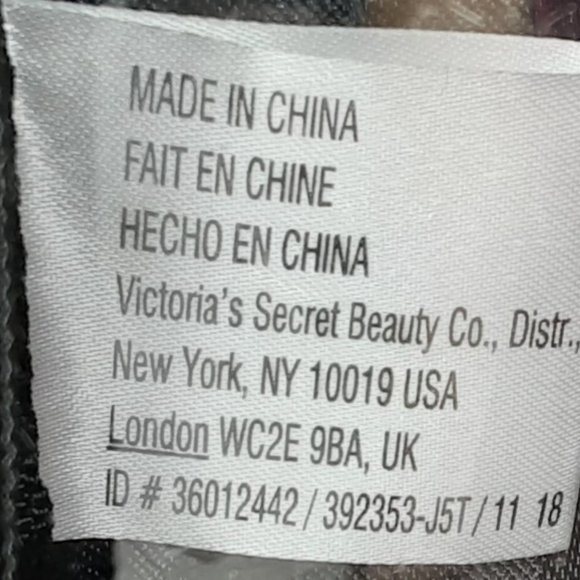 MADE IN CHINA
FAIT EN CHINE
HECHO EN CHINA
Victoria's Secret Beauty Co., Distr.,
New York, NY 10019 USA
London WC2E 9BA, UK
ID # 36012442 / 392353-J5T / 11 18